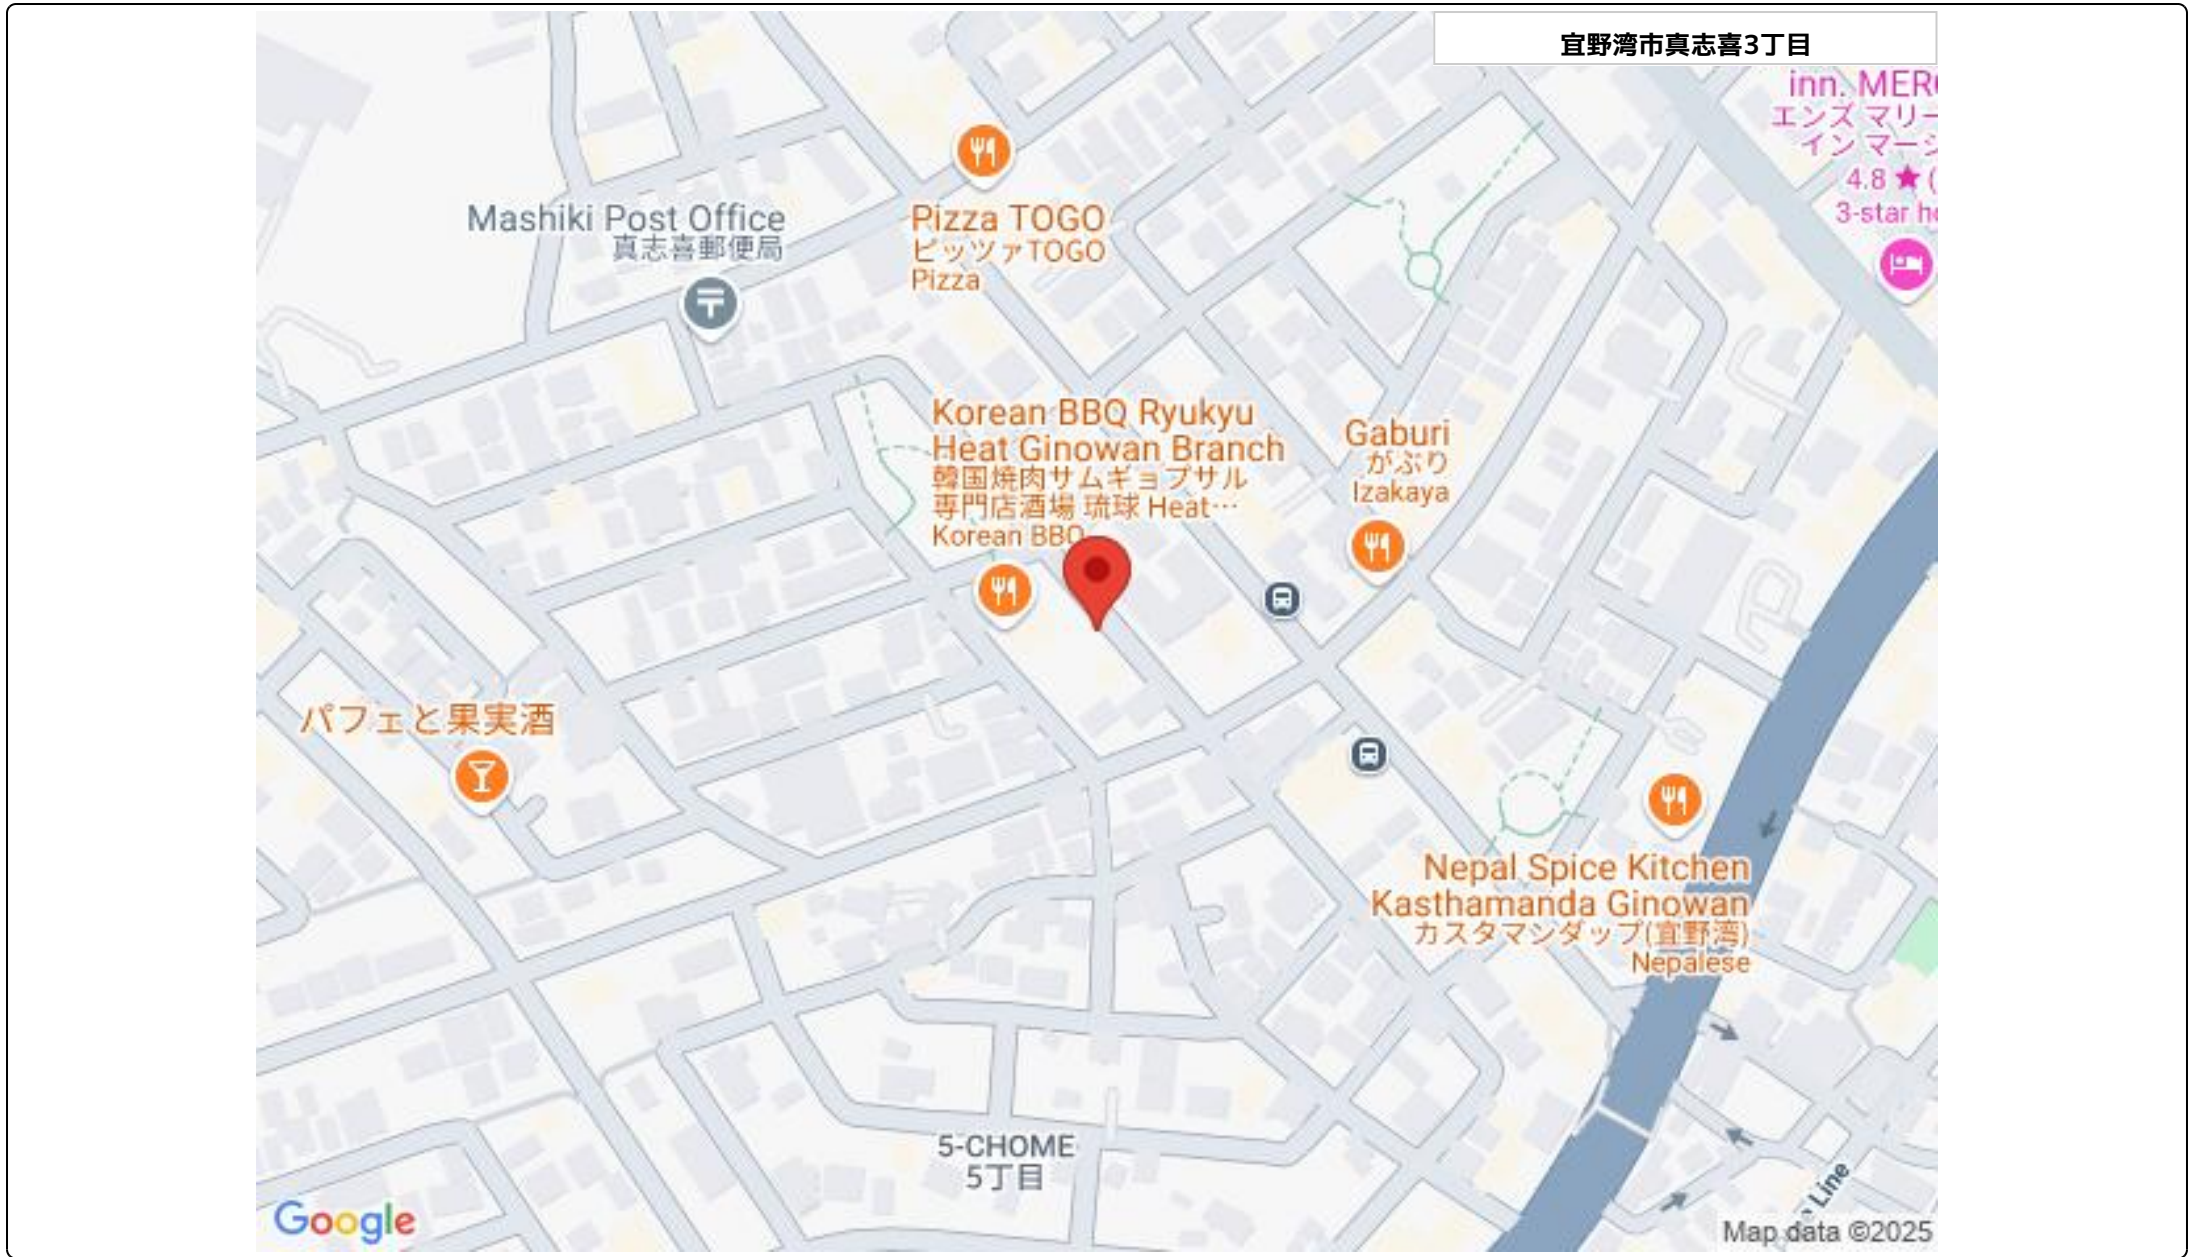 宜野湾市真志喜3丁目
inn. MER
エンズ マリー
イン マージ
4.8 ★ (
3-star h
Mashiki Post Office
真志喜郵便局
Pizza TOGO
ピッツァTOGO
Pizza
Korean BBQ Ryukyu
Heat Ginowan Branch
韓国焼肉サムギョプサル
専門店酒場 琉球 Heat…
Korean BBQ
Gaburi
がぶり
Izakaya
パフェと果実酒
Nepal Spice Kitchen
Kasthamanda Ginowan
カスタマンダップ(宜野湾)
Nepalese
5-CHOME
5丁目
Line
Google
Map data ©2025